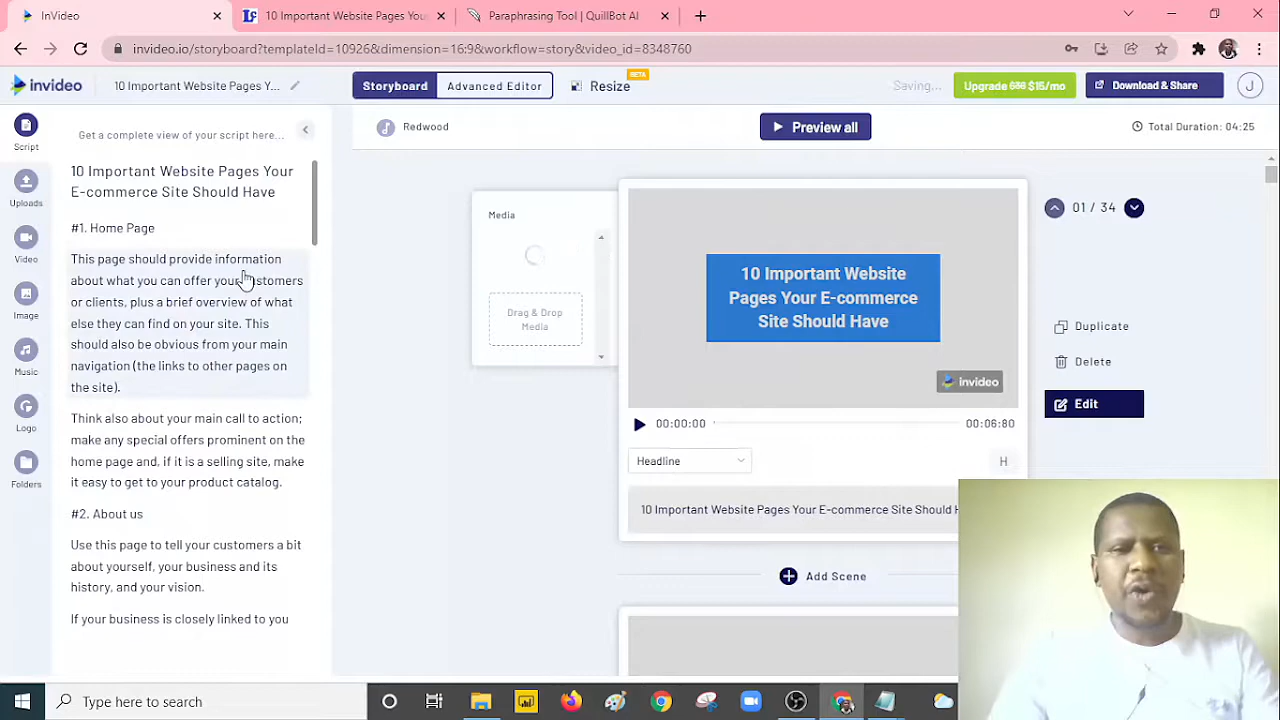 InVideo
10 Important Website Pages You
Paraphrasing Tool | QuillBot AI
invideo.io/storyboard?templateId=10926&dimension=16:9&workflow=story&video_id=8348760
invideo
10 Important Website Pages Y...
Storyboard
Advanced Editor
Resize
BETA
Saving...
Upgrade $36 $15/mo
Download & Share
J
Script
Uploads
Video
Image
Music
Logo
Folders
Get a complete view of your script here...
10 Important Website Pages Your
E-commerce Site Should Have
#1. Home Page
This page should provide information
about what you can offer your customers
or clients, plus a brief overview of what
else they can find on your site. This
should also be obvious from your main
navigation (the links to other pages on
the site).
Think also about your main call to action;
make any special offers prominent on the
home page and, if it is a selling site, make
it easy to get to your product catalog.
#2. About us
Use this page to tell your customers a bit
about yourself, your business and its
history, and your vision.
If your business is closely linked to you
Redwood
Preview all
Total Duration: 04:25
Media
Drag & Drop
Media
10 Important Website
Pages Your E-commerce
Site Should Have
invideo
00:00:00
00:06:80
Headline
H
10 Important Website Pages Your E-commerce Site Should H
Add Scene
01 / 34
Duplicate
Delete
Edit
Type here to search